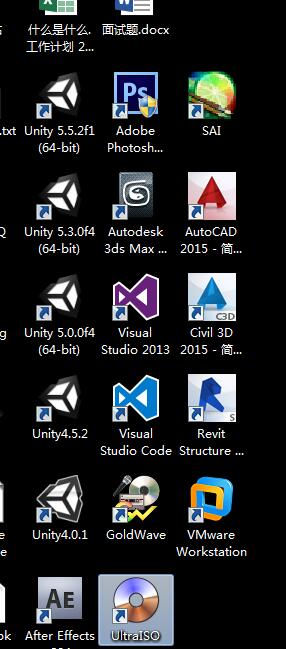 什么是什么.
工作计划 2...
面试题.docx
.txt
Unity 5.5.2f1
(64-bit)
Adobe
Photosh...
Ps
SAI
Q
Unity 5.3.0f4
(64-bit)
Autodesk
3ds Max ...
AutoCAD
2015 - 简...
g
Unity 5.0.0f4
(64-bit)
Visual
Studio 2013
C3D
Civil 3D
2015 - 简...
Unity4.5.2
Visual
Studio Code
S
Revit
Structure ...
e
Unity4.0.1
GoldWave
VMware
Workstation
ok
AE
After Effects
UltraISO